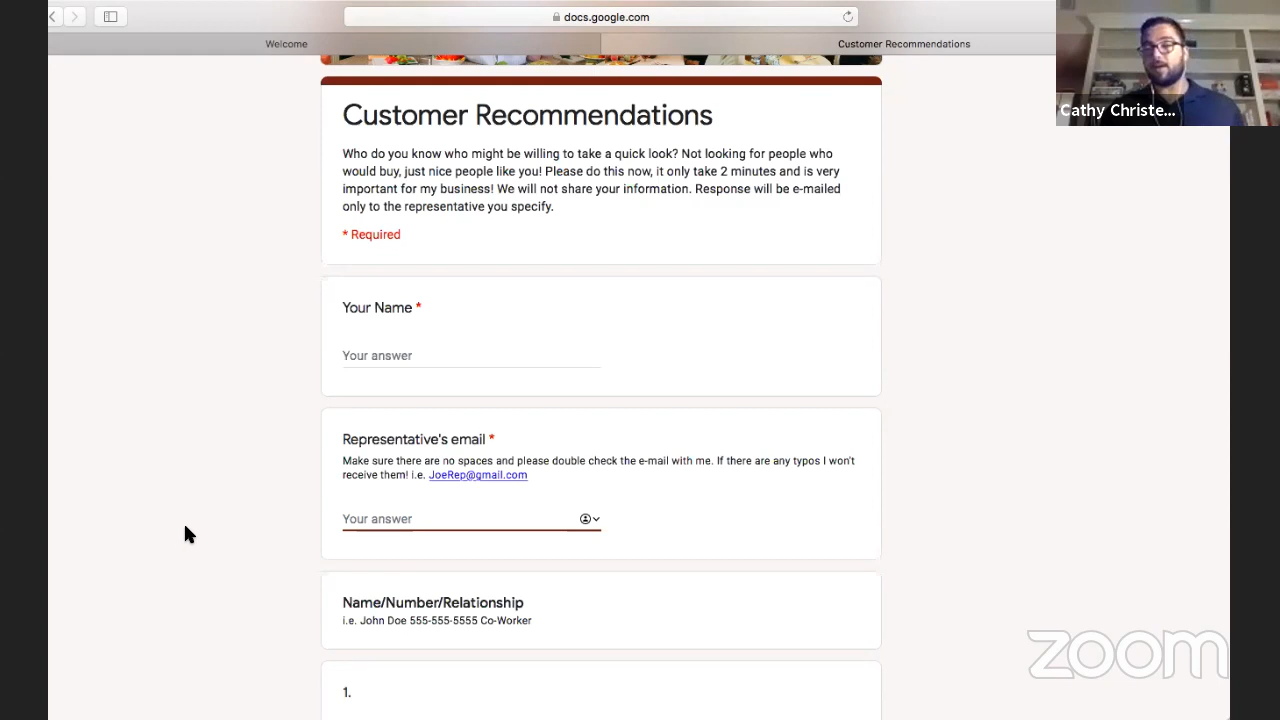 docs.google.com
Welcome
Customer Recommendations
Cathy Christe...
Customer Recommendations
Who do you know who might be willing to take a quick look? Not looking for people who
would buy, just nice people like you! Please do this now, it only take 2 minutes and is very
important for my business! We will not share your information. Response will be e-mailed
only to the representative you specify.
* Required
Your Name *
Your answer
Representative's email *
Make sure there are no spaces and please double check the e-mail with me. If there are any typos I won't
receive them! i.e. JoeRep@gmail.com
Your answer
Name/Number/Relationship
i.e. John Doe 555-555-5555 Co-Worker
zoom
1.